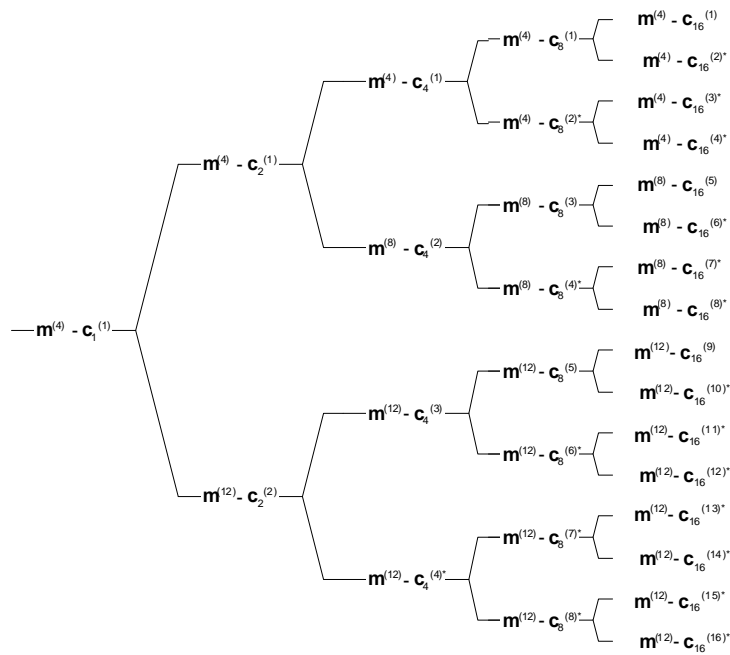 m(4) - c1(1)
m(4) - c2(1)
m(12) - c2(2)
m(4) - c4(1)
m(8) - c4(2)
m(12) - c4(3)
m(12) - c4(4)*
m(4) - c8(1)
m(4) - c8(2)*
m(8) - c8(3)
m(8) - c8(4)*
m(12) - c8(5)
m(12) - c8(6)*
m(12) - c8(7)*
m(12) - c8(8)*
m(4) - c16(1)
m(4) - c16(2)*
m(4) - c16(3)*
m(4) - c16(4)*
m(8) - c16(5)
m(8) - c16(6)*
m(8) - c16(7)*
m(8) - c16(8)*
m(12) - c16(9)
m(12) - c16(10)*
m(12) - c16(11)*
m(12) - c16(12)*
m(12) - c16(13)*
m(12) - c16(14)*
m(12) - c16(15)*
m(12) - c16(16)*